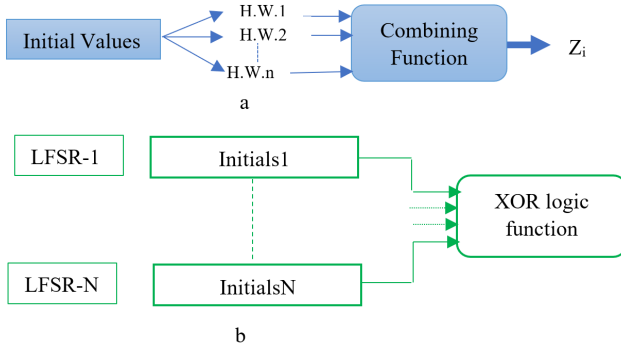 H.W.1
Initial Values
H.W.2
H.W.n
Combining
Function
Zi
a
LFSR-1
Initials1
XOR logic
function
LFSR-N
InitialsN
b